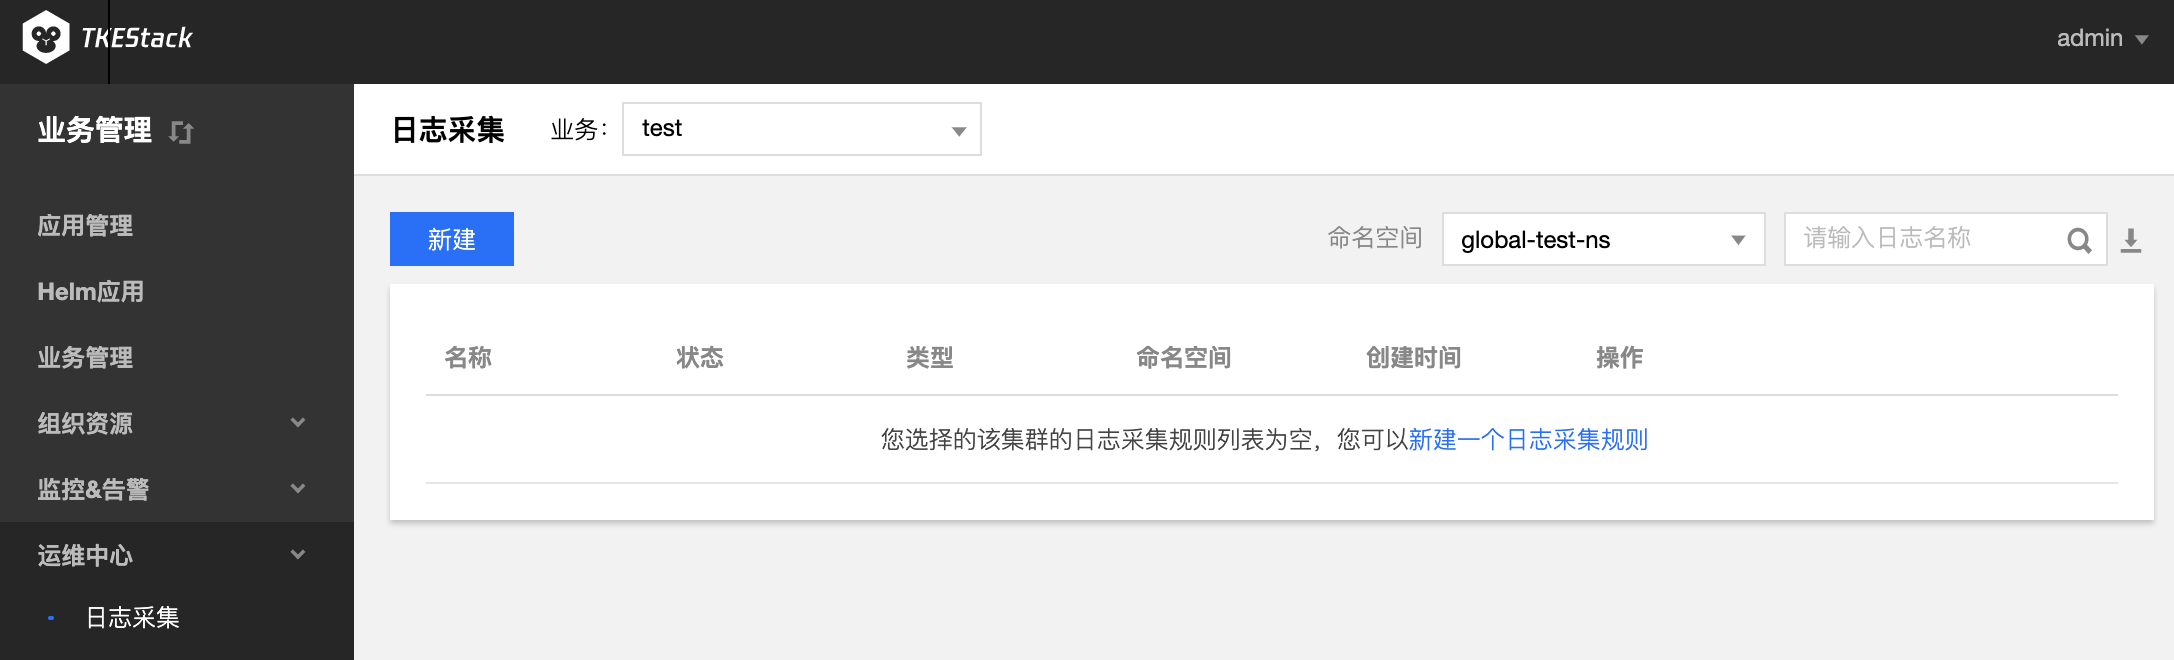 TKEStack
admin
业务管理
日志采集 业务： test
应用管理
Helm应用
业务管理
组织资源
监控&告警
运维中心
日志采集
新建 命名空间 global-test-ns 请输入日志名称
名称 状态 类型 命名空间 创建时间 操作
您选择的该集群的日志采集规则列表为空，您可以新建一个日志采集规则